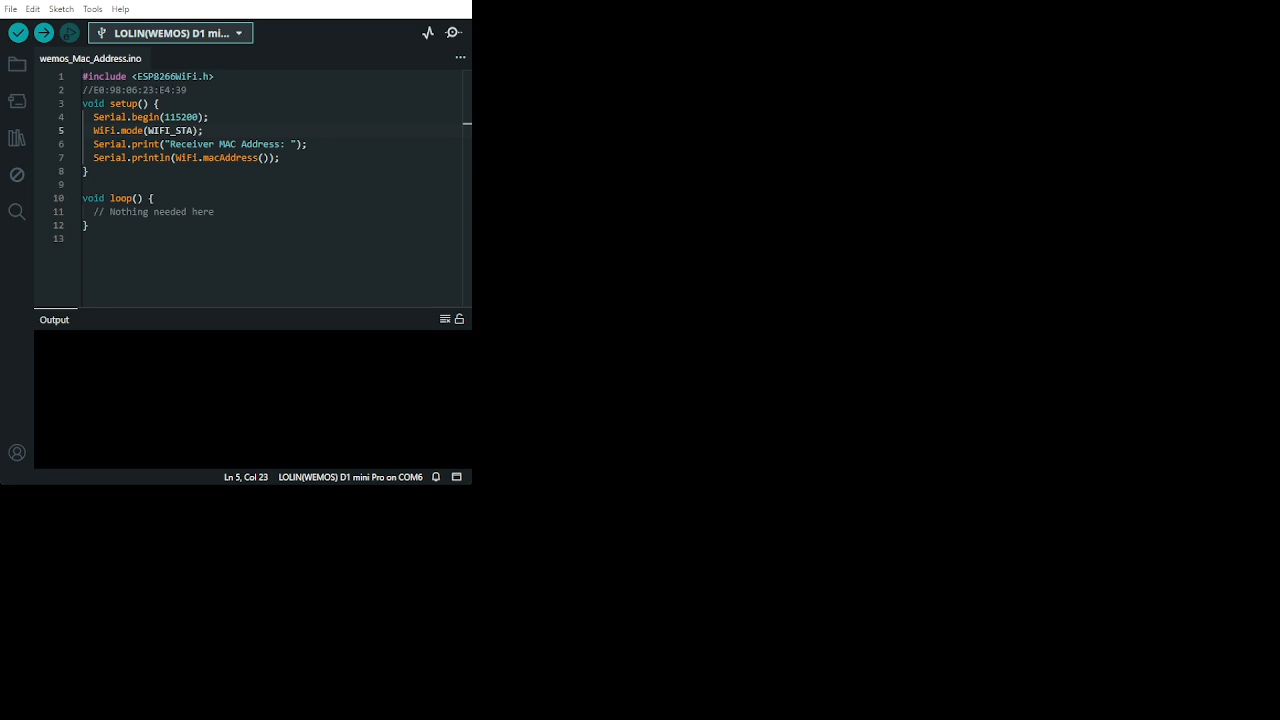 File Edit Sketch Tools Help
LOLIN(WEMOS) D1 mi...
wemos_Mac_Address.ino
1 #include <ESP8266WiFi.h>
2 //E0:98:06:23:E4:39
3 void setup() {
4 Serial.begin(115200);
5 WiFi.mode(WIFI_STA);
6 Serial.print("Receiver MAC Address: ");
7 Serial.println(WiFi.macAddress());
8 }
9
10 void loop() {
11 // Nothing needed here
12 }
13
Output
Ln 5, Col 23 LOLIN(WEMOS) D1 mini Pro on COM6